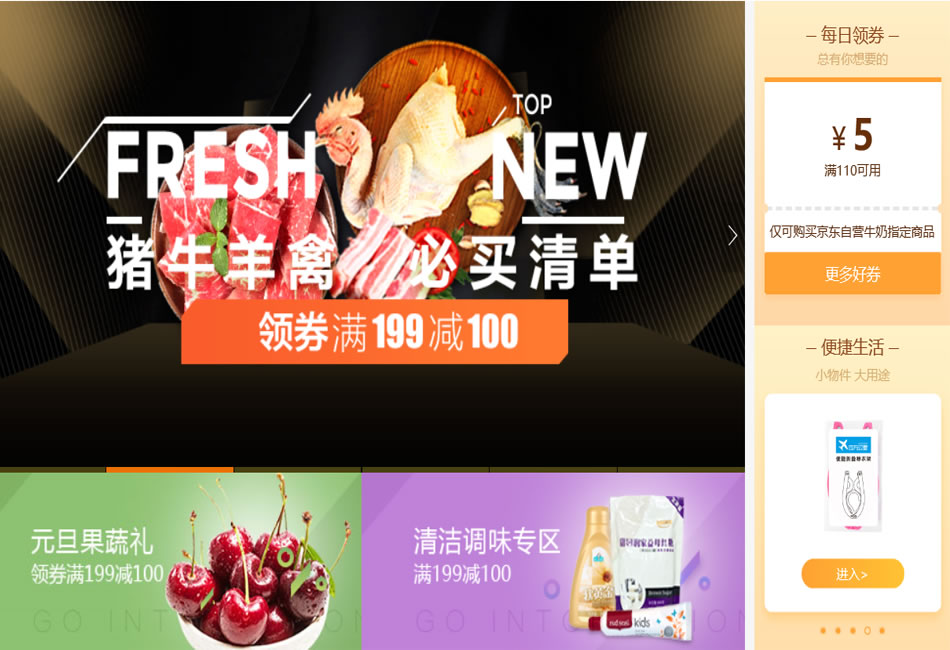 FRESH
TOP
NEW
猪牛羊禽 必买清单
领券满199减100
元旦果蔬礼
领券满199减100
清洁调味专区
满199减100
kids
— 每日领券 —
总有你想要的
¥5
满110可用
仅可购买京东自营牛奶指定商品
更多好券
— 便捷生活 —
小物件 大用途
进入>